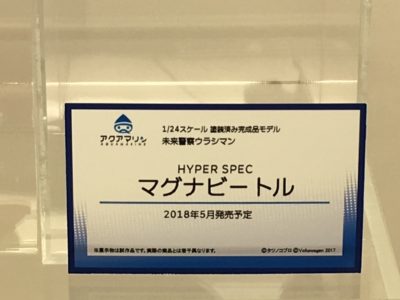 アクアマリン
AQUAMARINE
1/24スケール 塗装済み完成品モデル
未来警察ウラシマン
HYPER SPEC
マグナビートル
2018年5月発売予定
※展示物は試作品です。実際の商品とは若干異なります。
©タツノコプロ ©Volkswagen 2017